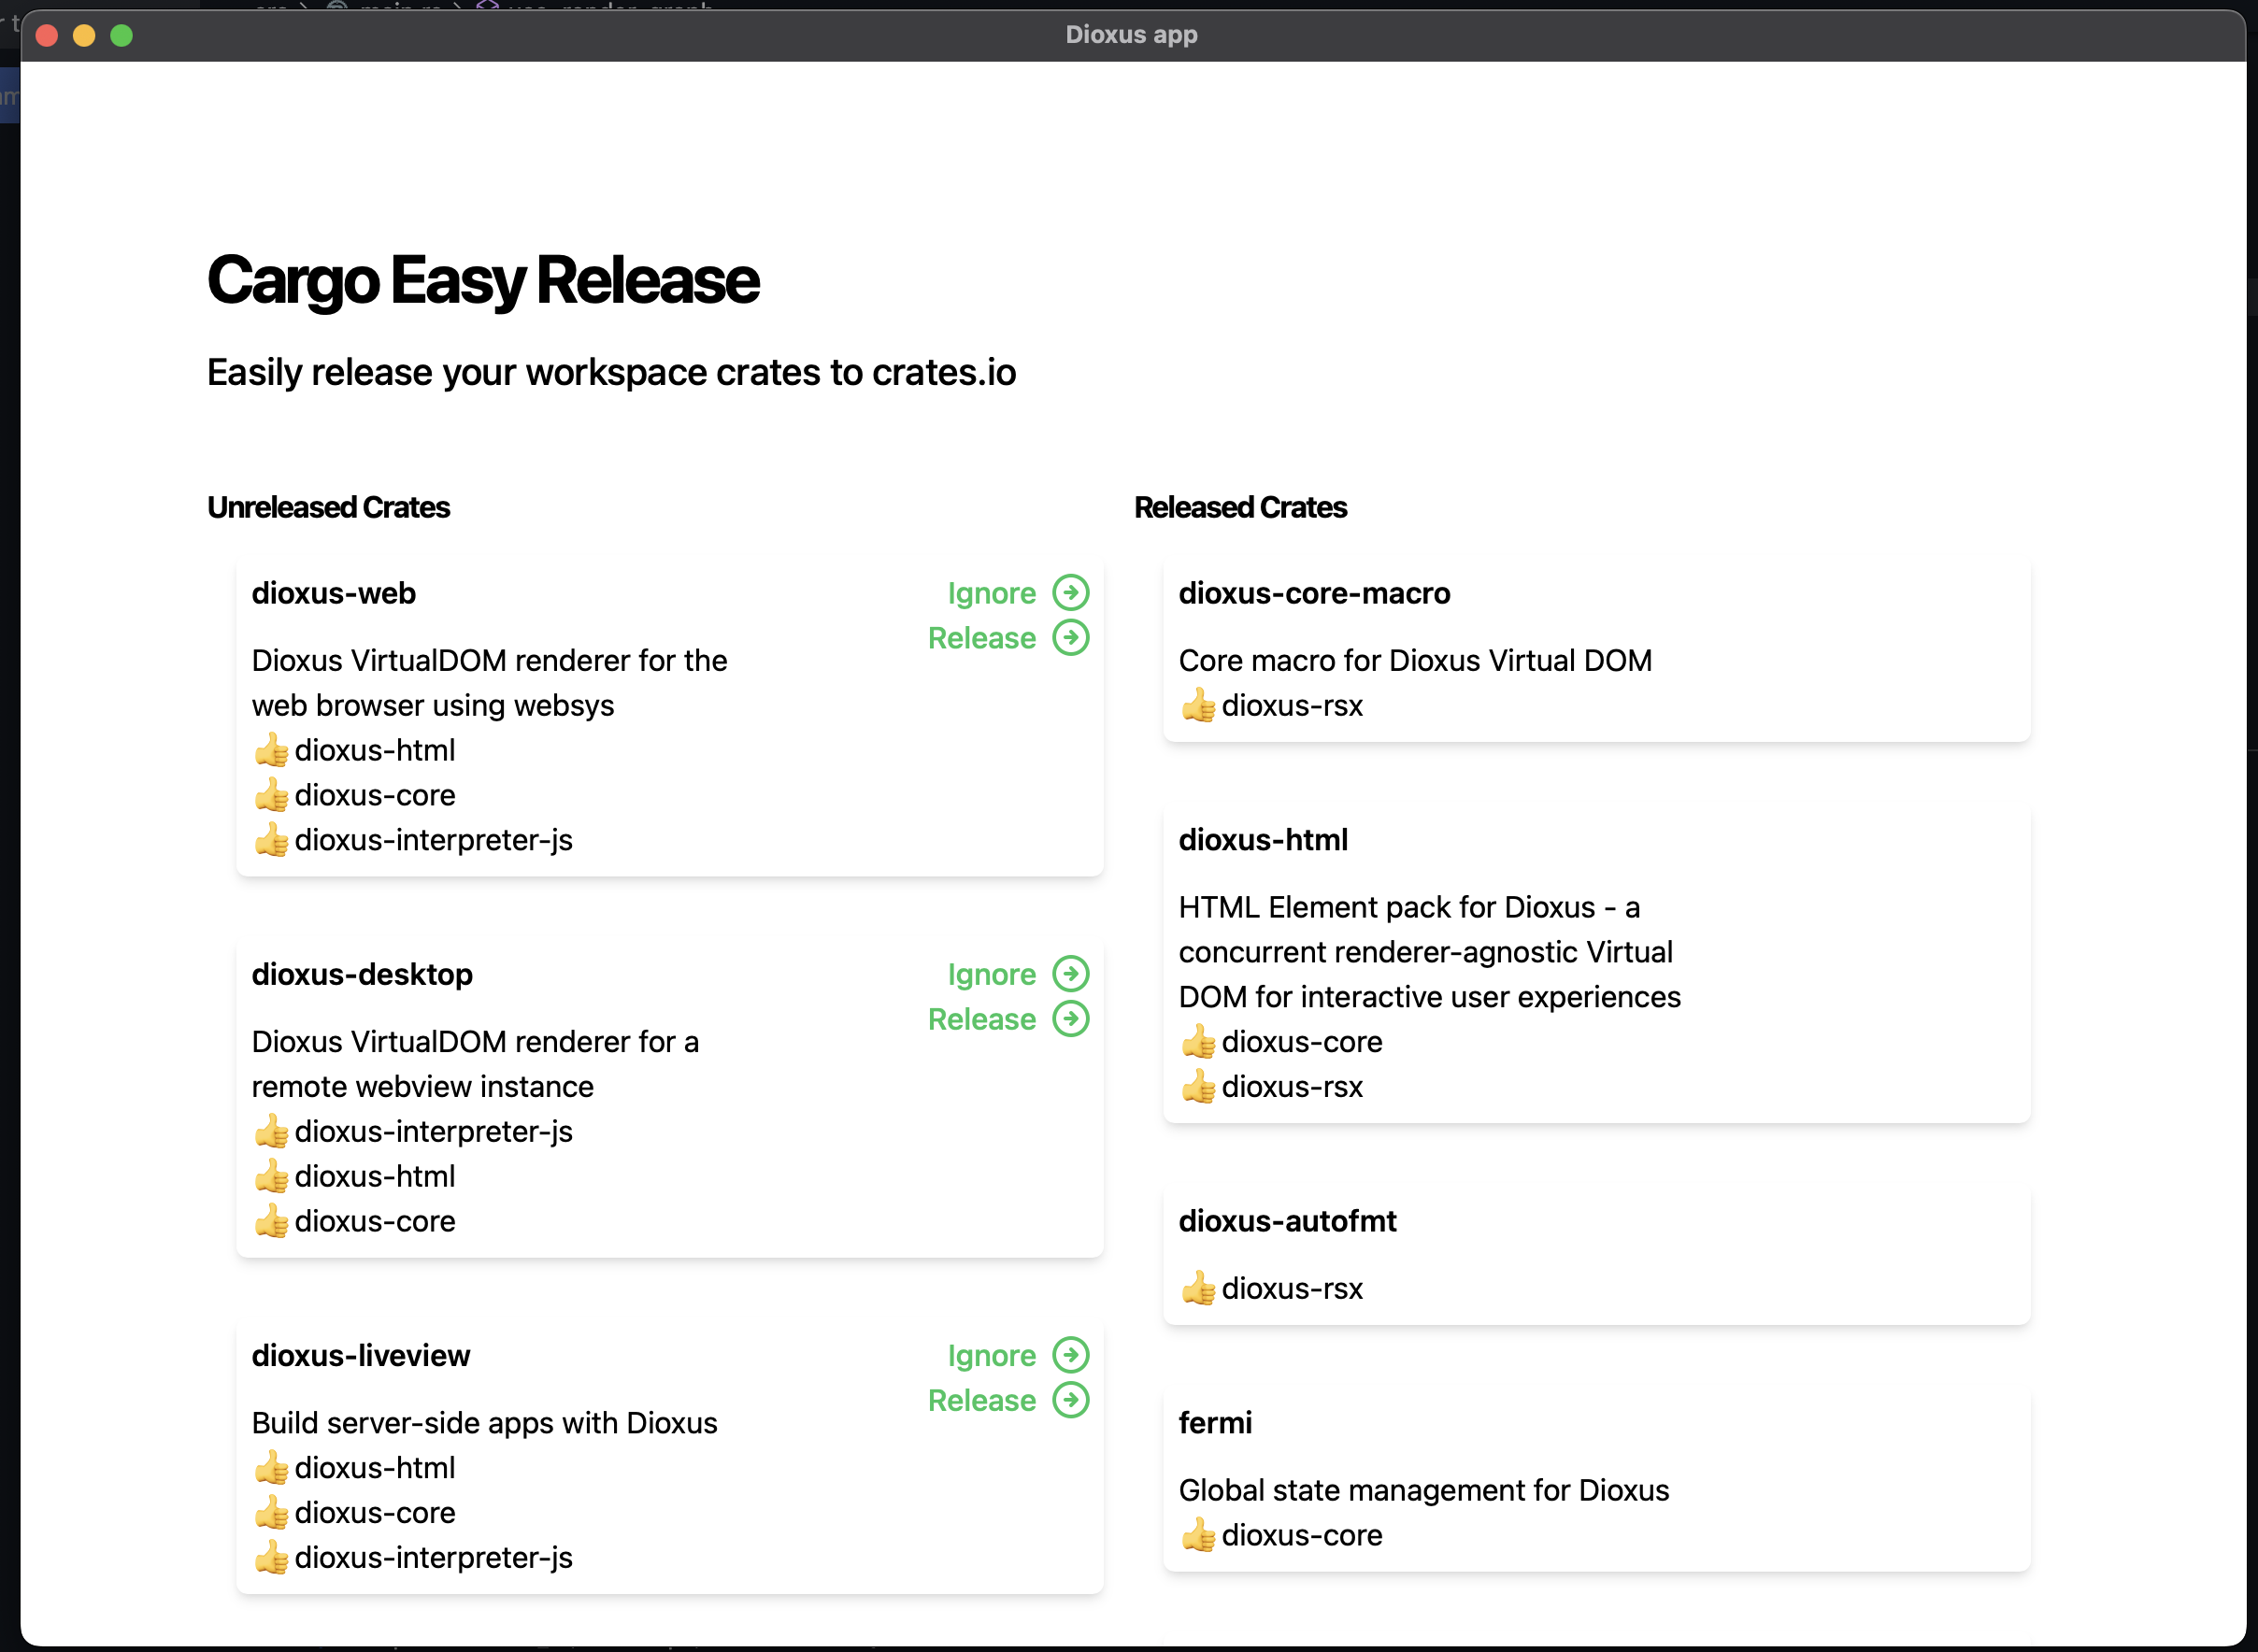 Dioxus app
Cargo Easy Release
Easily release your workspace crates to crates.io
Unreleased Crates
dioxus-web
Ignore
Release
Dioxus VirtualDOM renderer for the
web browser using websys
👍 dioxus-html
👍 dioxus-core
👍 dioxus-interpreter-js
dioxus-desktop
Ignore
Release
Dioxus VirtualDOM renderer for a
remote webview instance
👍 dioxus-interpreter-js
👍 dioxus-html
👍 dioxus-core
dioxus-liveview
Ignore
Release
Build server-side apps with Dioxus
👍 dioxus-html
👍 dioxus-core
👍 dioxus-interpreter-js
Released Crates
dioxus-core-macro
Core macro for Dioxus Virtual DOM
👍 dioxus-rsx
dioxus-html
HTML Element pack for Dioxus - a
concurrent renderer-agnostic Virtual
DOM for interactive user experiences
👍 dioxus-core
👍 dioxus-rsx
dioxus-autofmt
👍 dioxus-rsx
fermi
Global state management for Dioxus
👍 dioxus-core